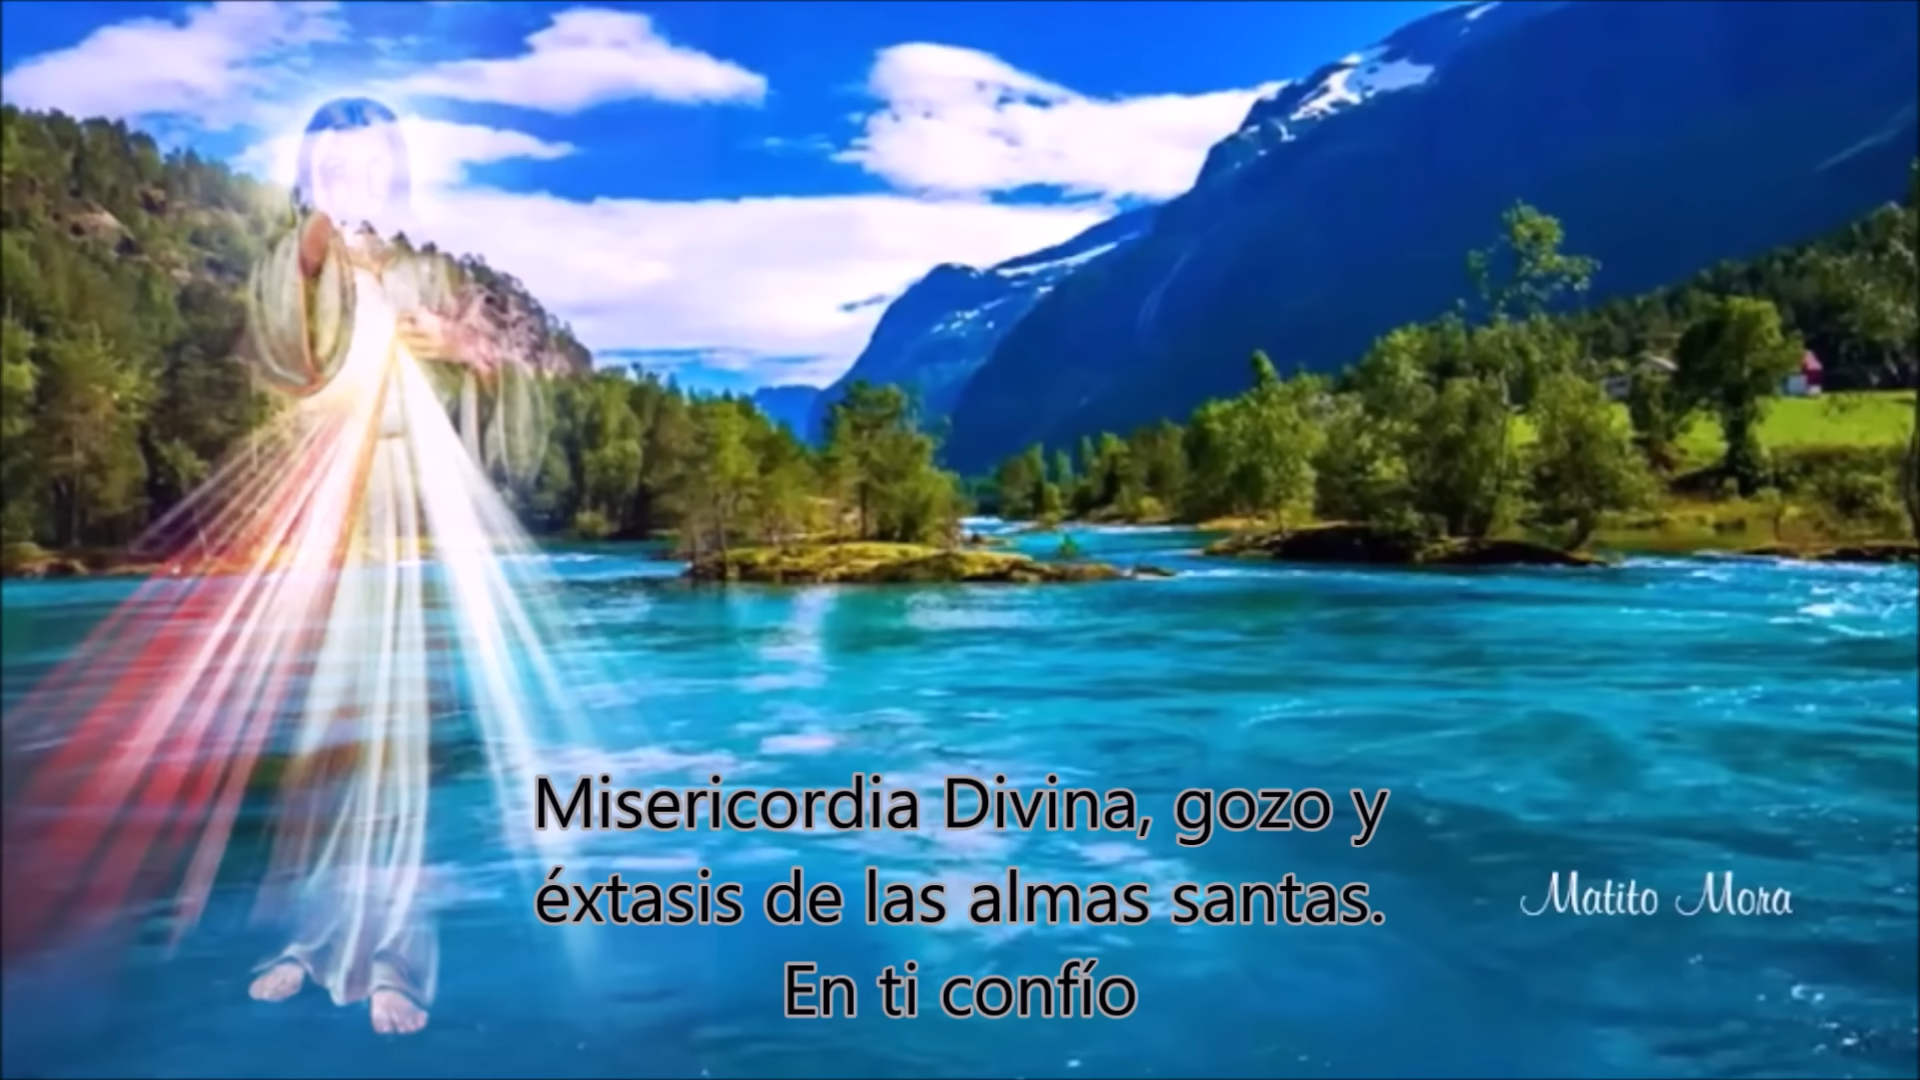 Misericordia Divina, gozo y
éxtasis de las almas santas.
En ti confío
Matito Mora